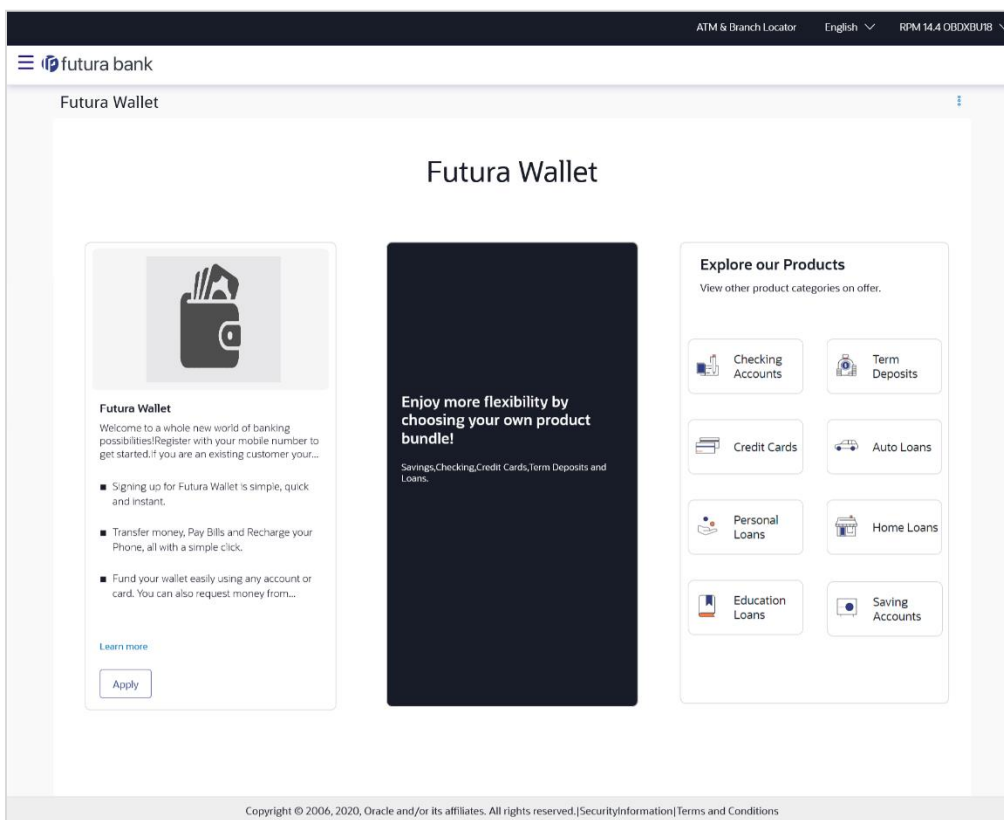 ATM & Branch Locator English RPM 14.4 OBDXBU18
futura bank
Futura Wallet
Futura Wallet
Futura Wallet
Welcome to a whole new world of banking
possibilities!Register with your mobile number to
get started.If you are an existing customer your...
Signing up for Futura Wallet is simple, quick
and instant.
Transfer money, Pay Bills and Recharge your
Phone, all with a simple click.
Fund your wallet easily using any account or
card. You can also request money from...
Learn more
Apply
Enjoy more flexibility by
choosing your own product
bundle!
Savings,Checking,Credit Cards,Term Deposits and
Loans.
Explore our Products
View other product categories on offer.
Checking
Accounts
Term
Deposits
Credit Cards
Auto Loans
Personal
Loans
Home Loans
Education
Loans
Saving
Accounts
Copyright © 2006, 2020, Oracle and/or its affiliates. All rights reserved.|SecurityInformation|Terms and Conditions